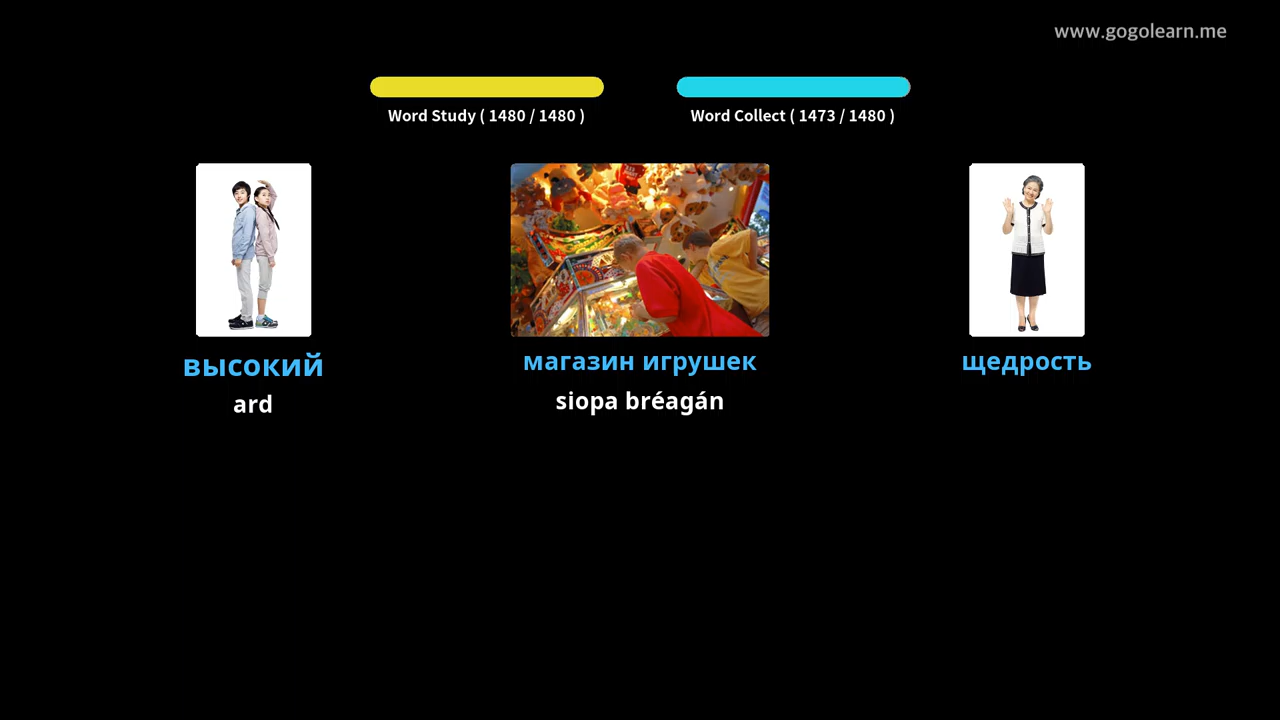 www.gogolearn.me
Word Study ( 1480 / 1480 )
Word Collect ( 1473 / 1480 )
высокий
ard
магазин игрушек
siopa bréagán
щедрость